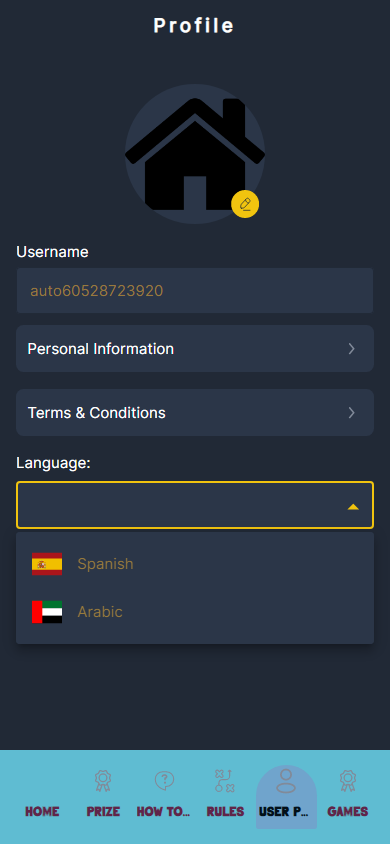 Profile
Username
auto60528723920
Personal Information
Terms & Conditions
Language:
Spanish
Arabic
HOME
PRIZE
HOW TO...
RULES
USER P...
GAMES